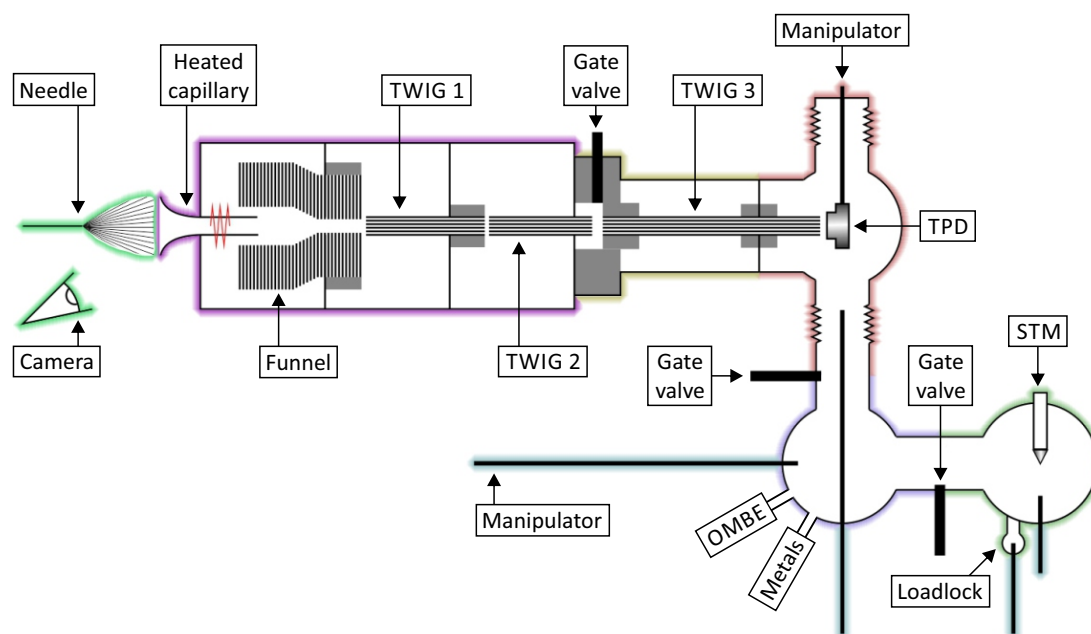 Manipulator
Heated
capillary
Gate
valve
Needle
TWIG 1
TWIG 3
TPD
Camera
Funnel
TWIG 2
Gate
valve
Gate
valve
STM
Manipulator
OMBE
Metals
Loadlock